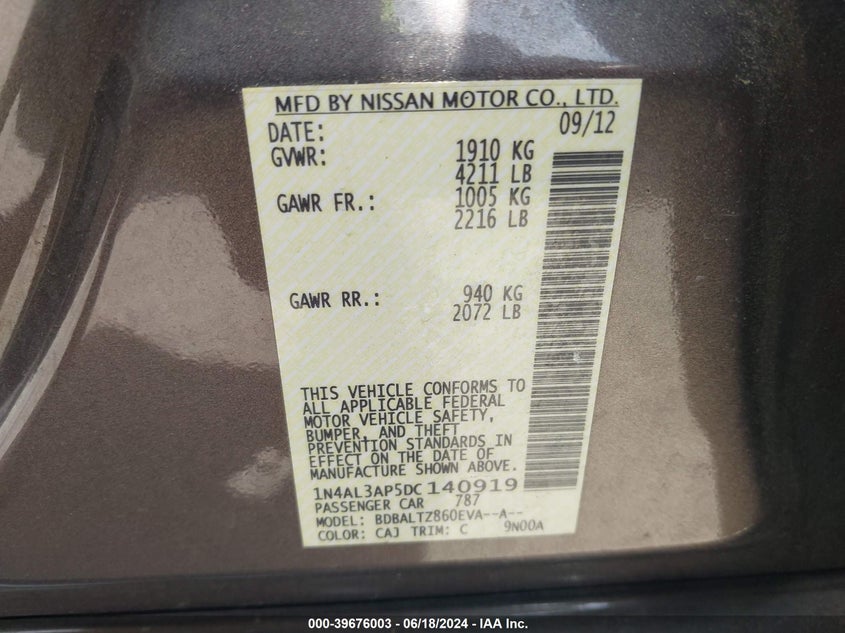 MFD BY NISSAN MOTOR CO., LTD.
DATE: 09/12
GVWR: 1910 KG
4211 LB
GAWR FR.: 1005 KG
2216 LB
GAWR RR.: 940 KG
2072 LB
THIS VEHICLE CONFORMS TO
ALL APPLICABLE FEDERAL
MOTOR VEHICLE SAFETY,
BUMPER, AND THEFT
PREVENTION STANDARDS IN
EFFECT ON THE DATE OF
MANUFACTURE SHOWN ABOVE.
1N4AL3AP5DC140919
PASSENGER CAR 787
MODEL: BDBALTZ860EVA--A--
COLOR: CAJ TRIM: C 9N00A
000-39676003 - 06/18/2024 - IAA Inc.